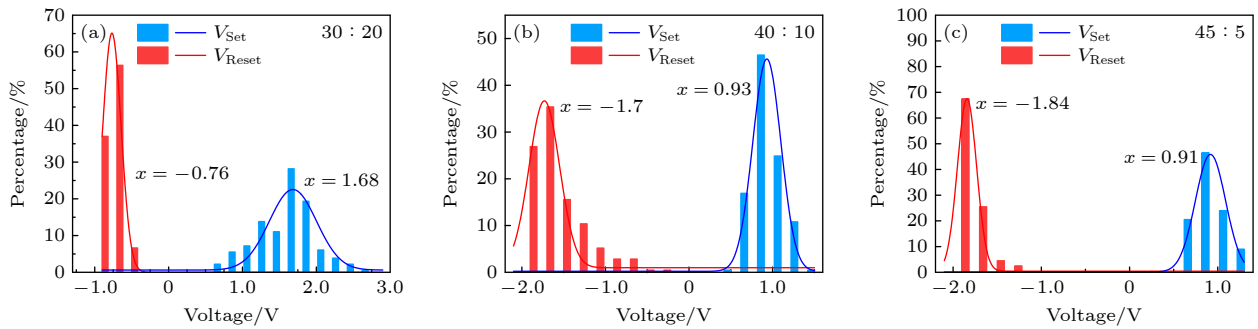 (a)
30 : 20
V_Set
V_Reset
70
60
50
40
30
20
10
0
Percentage/%
x = −0.76
x = 1.68
−1.0
0
1.0
2.0
3.0
Voltage/V
(b)
40 : 10
V_Set
V_Reset
50
40
30
20
10
0
Percentage/%
x = −1.7
x = 0.93
−2.0
−1.0
0
1.0
Voltage/V
(c)
45 : 5
V_Set
V_Reset
100
90
80
70
60
50
40
30
20
10
0
Percentage/%
x = −1.84
x = 0.91
−2.0
−1.0
0
1.0
Voltage/V